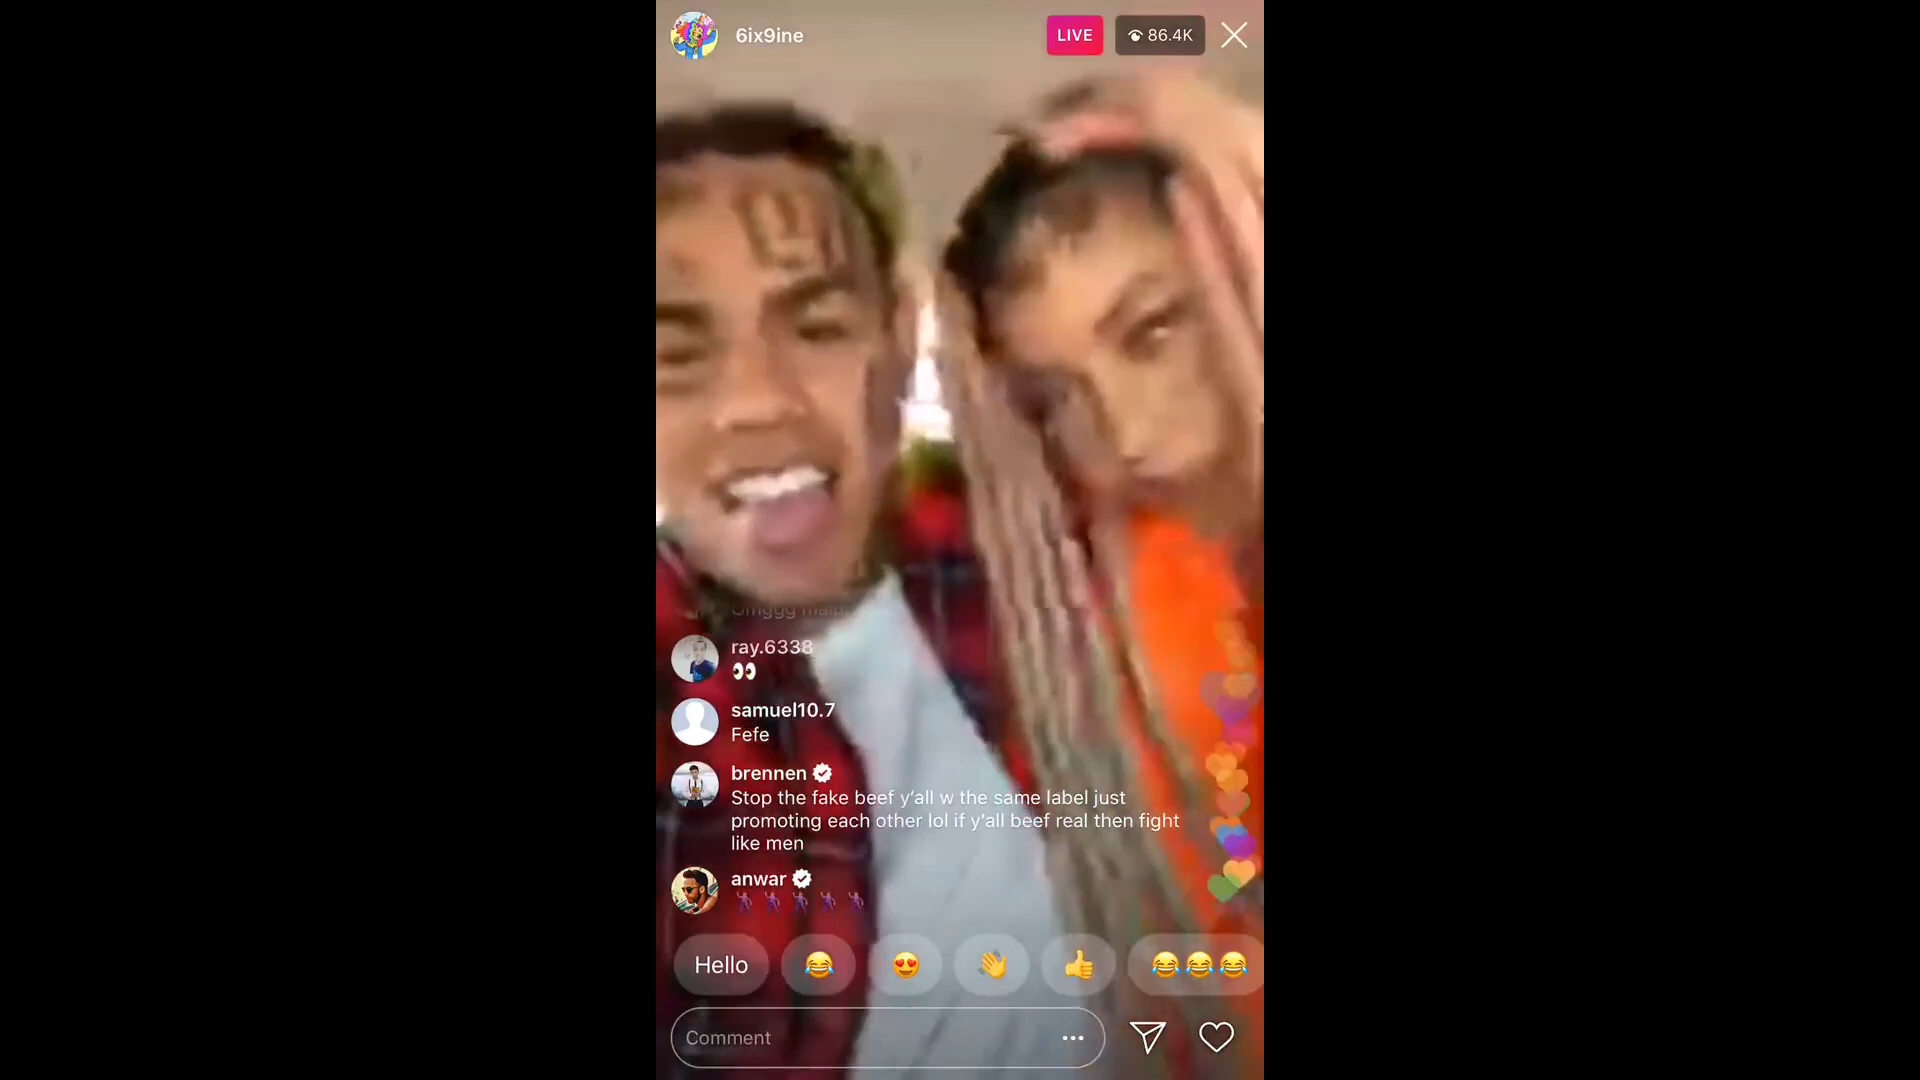 6ix9ine
LIVE
86.4K
Omggg
ray.6338
👀
samuel10.7
Fefe
brennen
Stop the fake beef y'all w the same label just
promoting each other lol if y'all beef real then fight
like men
anwar
Hello
Comment